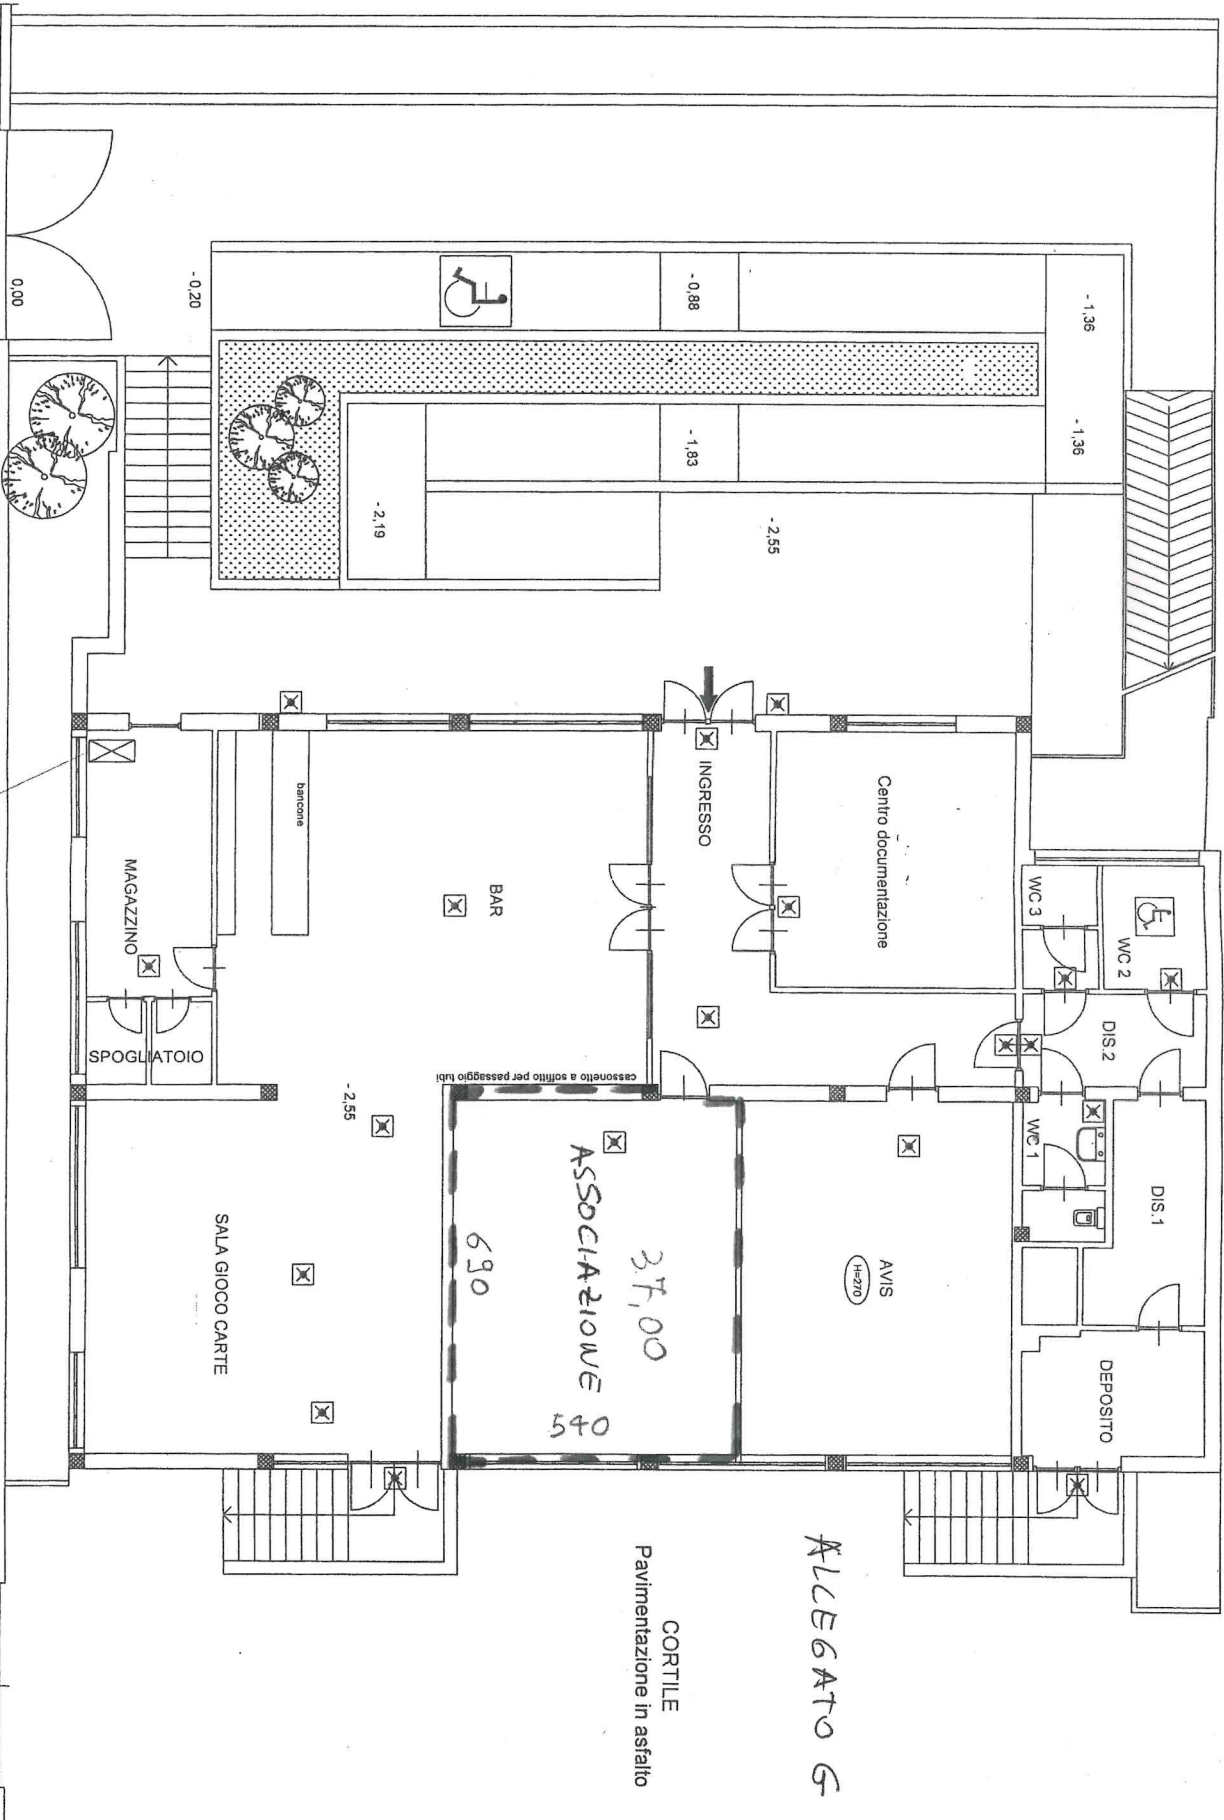 ALLEGATO G
CORTILE
Pavimentazione in asfalto
- 1,36
- 1,36
- 0,88
- 1,83
- 2,55
- 2,19
- 0,20
0,00
WC 3
WC 2
DIS.2
WC 1
DIS.1
DEPOSITO
Centro documentazione
INGRESSO
AVIS
H=270
BAR
bancone
cassonetto a soffitto per passaggio tubi
37,00
ASSOCIAZIONE
540
690
MAGAZZINO
SPOGLIATOIO
- 2,55
SALA GIOCO CARTE